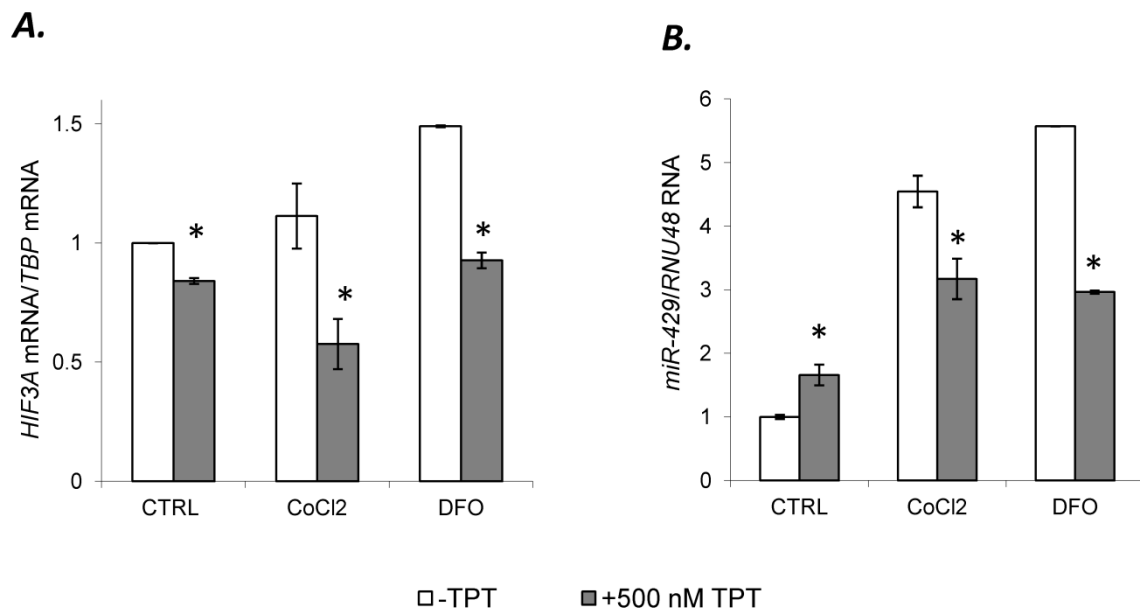 A.
HIF3A mRNA/TBP mRNA
1.5
1
0.5
0
*
*
*
CTRL
CoCl2
DFO
B.
miR-429/RNU48 RNA
6
5
4
3
2
1
0
*
*
*
CTRL
CoCl2
DFO
-TPT
+500 nM TPT